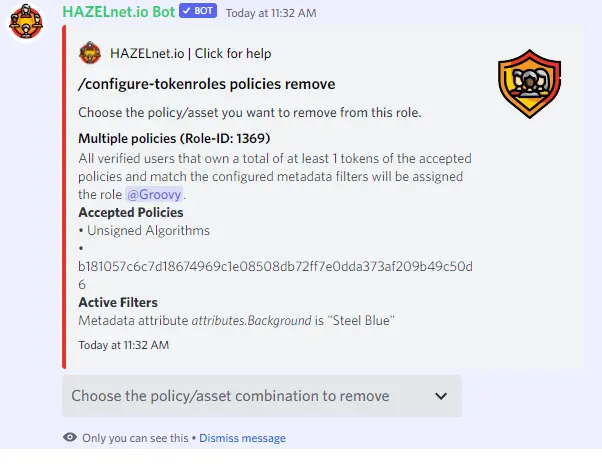 HAZELnet.io Bot ✓ BOT Today at 11:32 AM
HAZELnet.io | Click for help
/configure-tokenroles policies remove
Choose the policy/asset you want to remove from this role.
Multiple policies (Role-ID: 1369)
All verified users that own a total of at least 1 tokens of the accepted
policies and match the configured metadata filters will be assigned
the role @Groovy.
Accepted Policies
• Unsigned Algorithms
•
b181057c6c7d18674969c1e08508db72ff7e0dda373af209b49c50d
6
Active Filters
Metadata attribute attributes.Background is "Steel Blue"
Today at 11:32 AM
Choose the policy/asset combination to remove
Only you can see this • Dismiss message